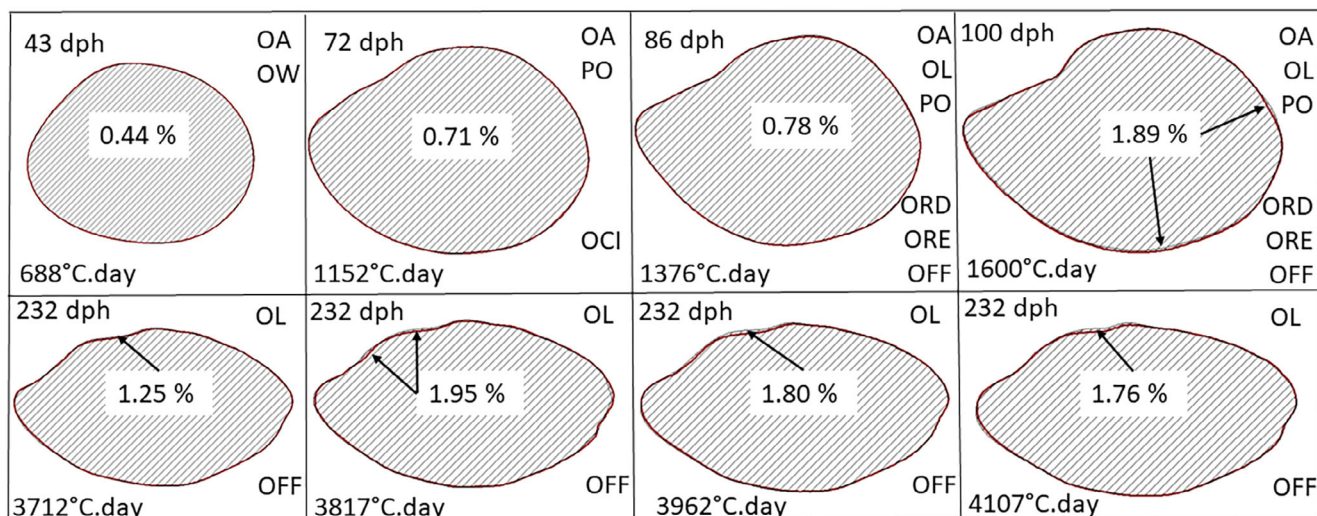 43 dph
OA
OW
0.44 %
688°C.day
72 dph
OA
PO
0.71 %
OCI
1152°C.day
86 dph
OA
OL
PO
0.78 %
ORD
ORE
OFF
1376°C.day
100 dph
OA
OL
PO
1.89 %
ORD
ORE
OFF
1600°C.day
232 dph
OL
1.25 %
OFF
3712°C.day
232 dph
OL
1.95 %
OFF
3817°C.day
232 dph
OL
1.80 %
OFF
3962°C.day
232 dph
OL
1.76 %
OFF
4107°C.day